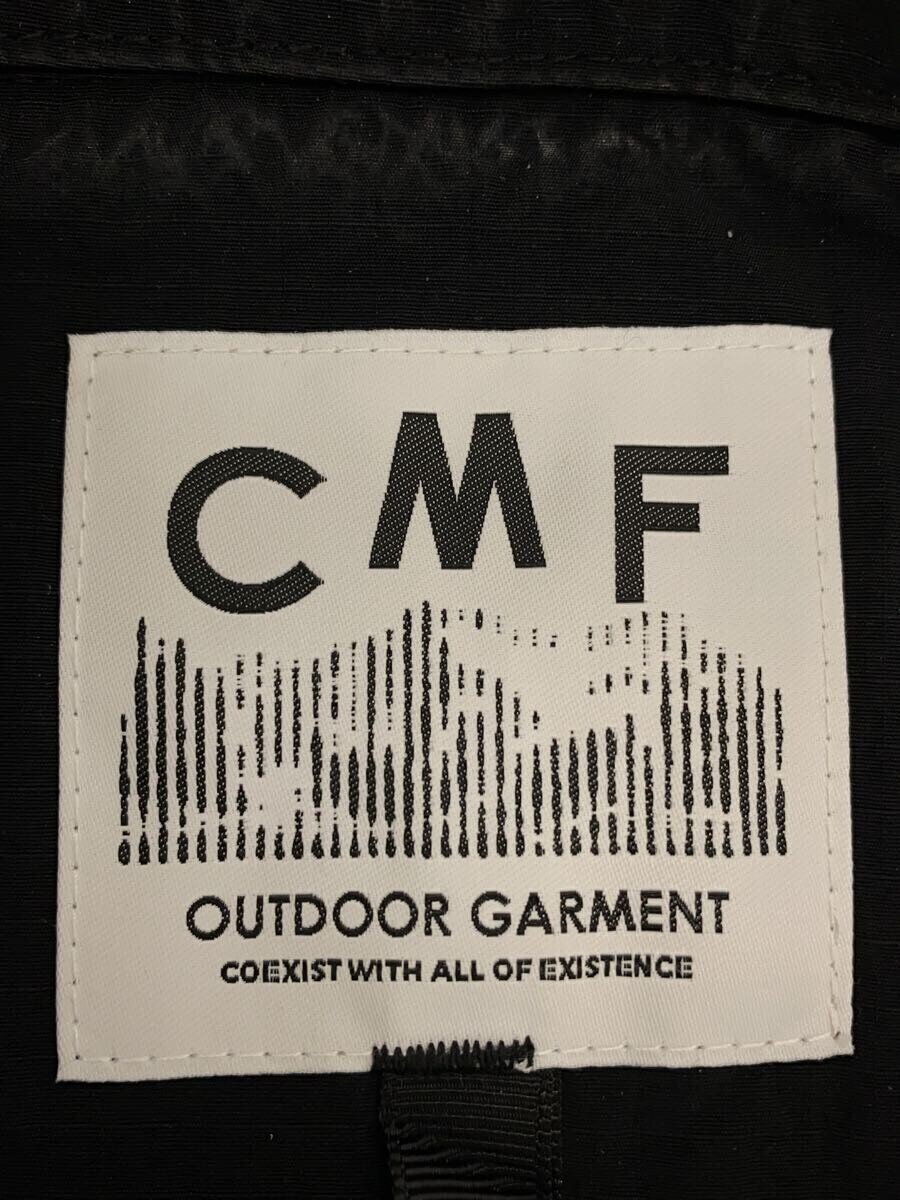 CMF
OUTDOOR GARMENT
COEXIST WITH ALL OF EXISTENCE